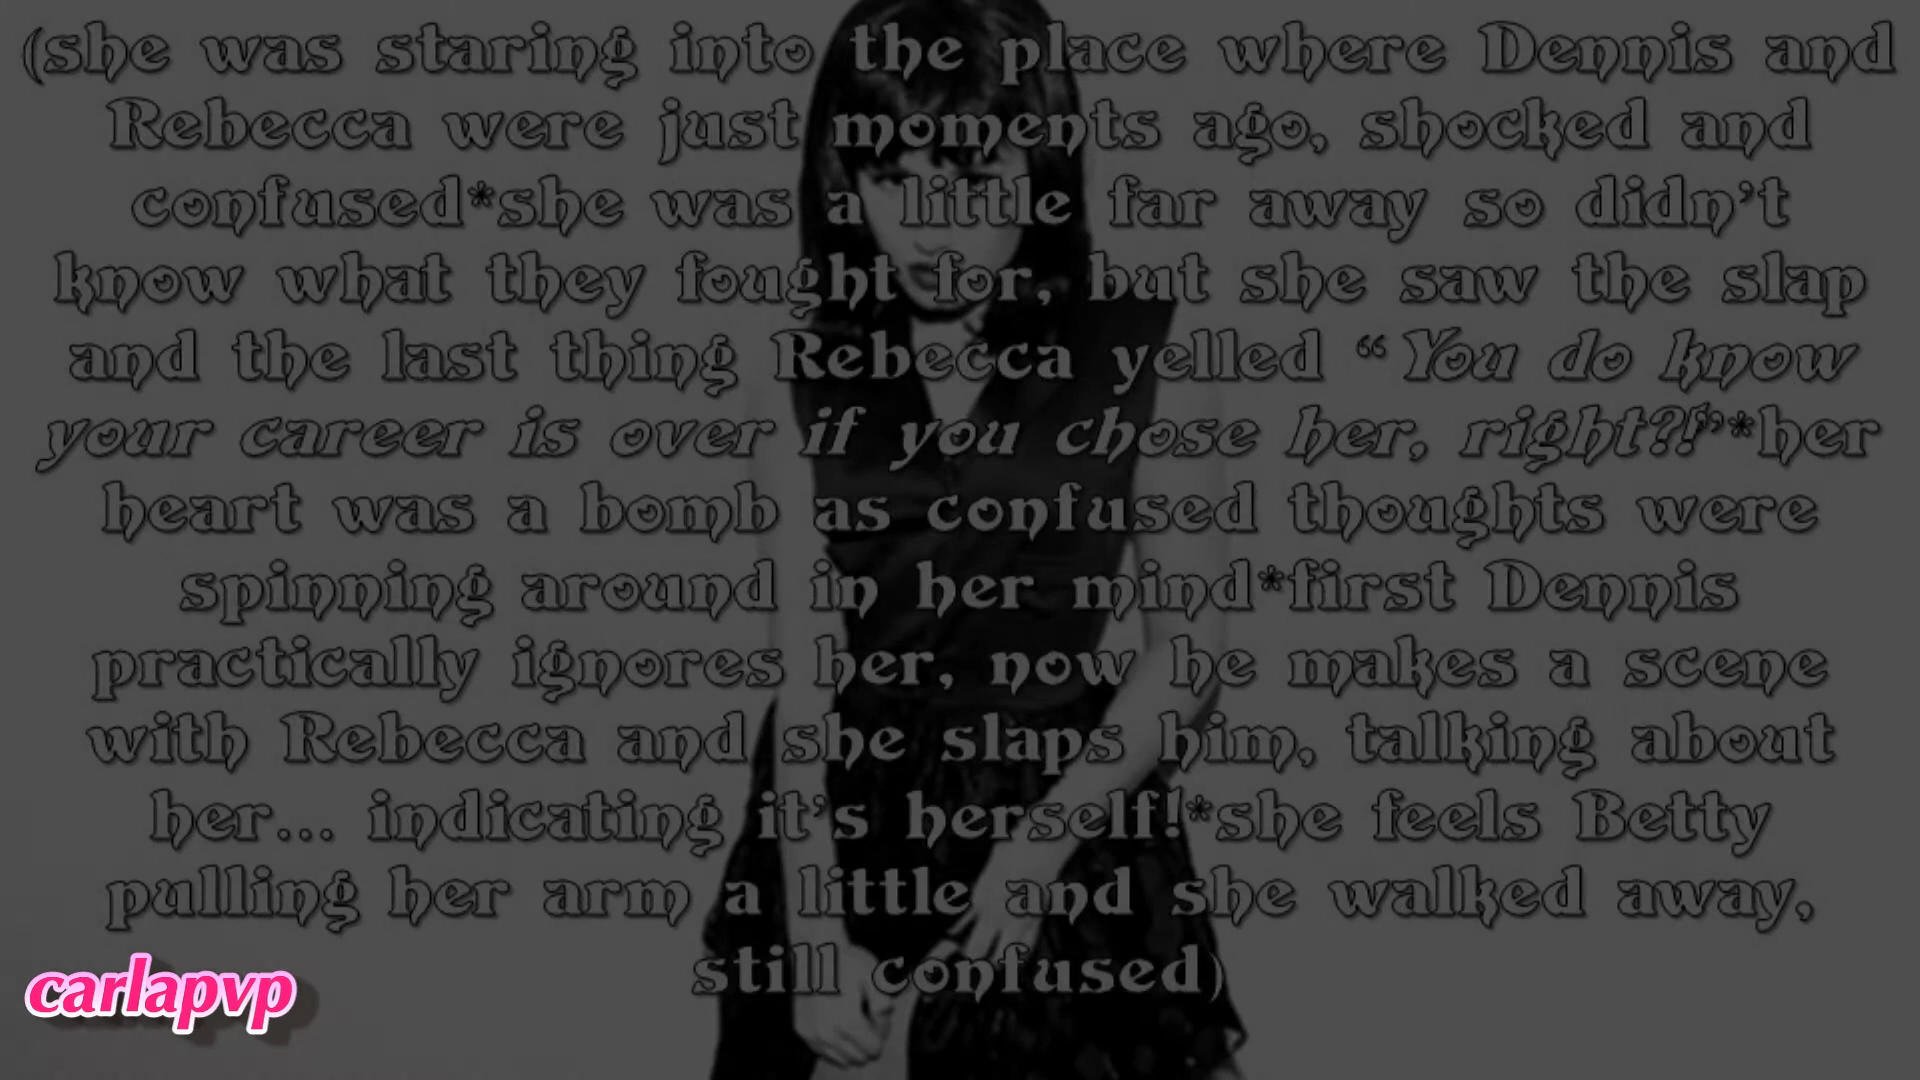 (she was staring into the place where Dennis and
Rebecca were just moments ago, shocked and
confused*she was a little far away so didn't
know what they fought for, but she saw the slap
and the last thing Rebecca yelled “You do know
your career is over if you chose her, right?!”*her
heart was a bomb as confused thoughts were
spinning around in her mind*first Dennis
practically ignores her, now he makes a scene
with Rebecca and she slaps him, talking about
her... indicating it's herself!*she feels Betty
pulling her arm a little and she walked away,
still confused)
carlapvp